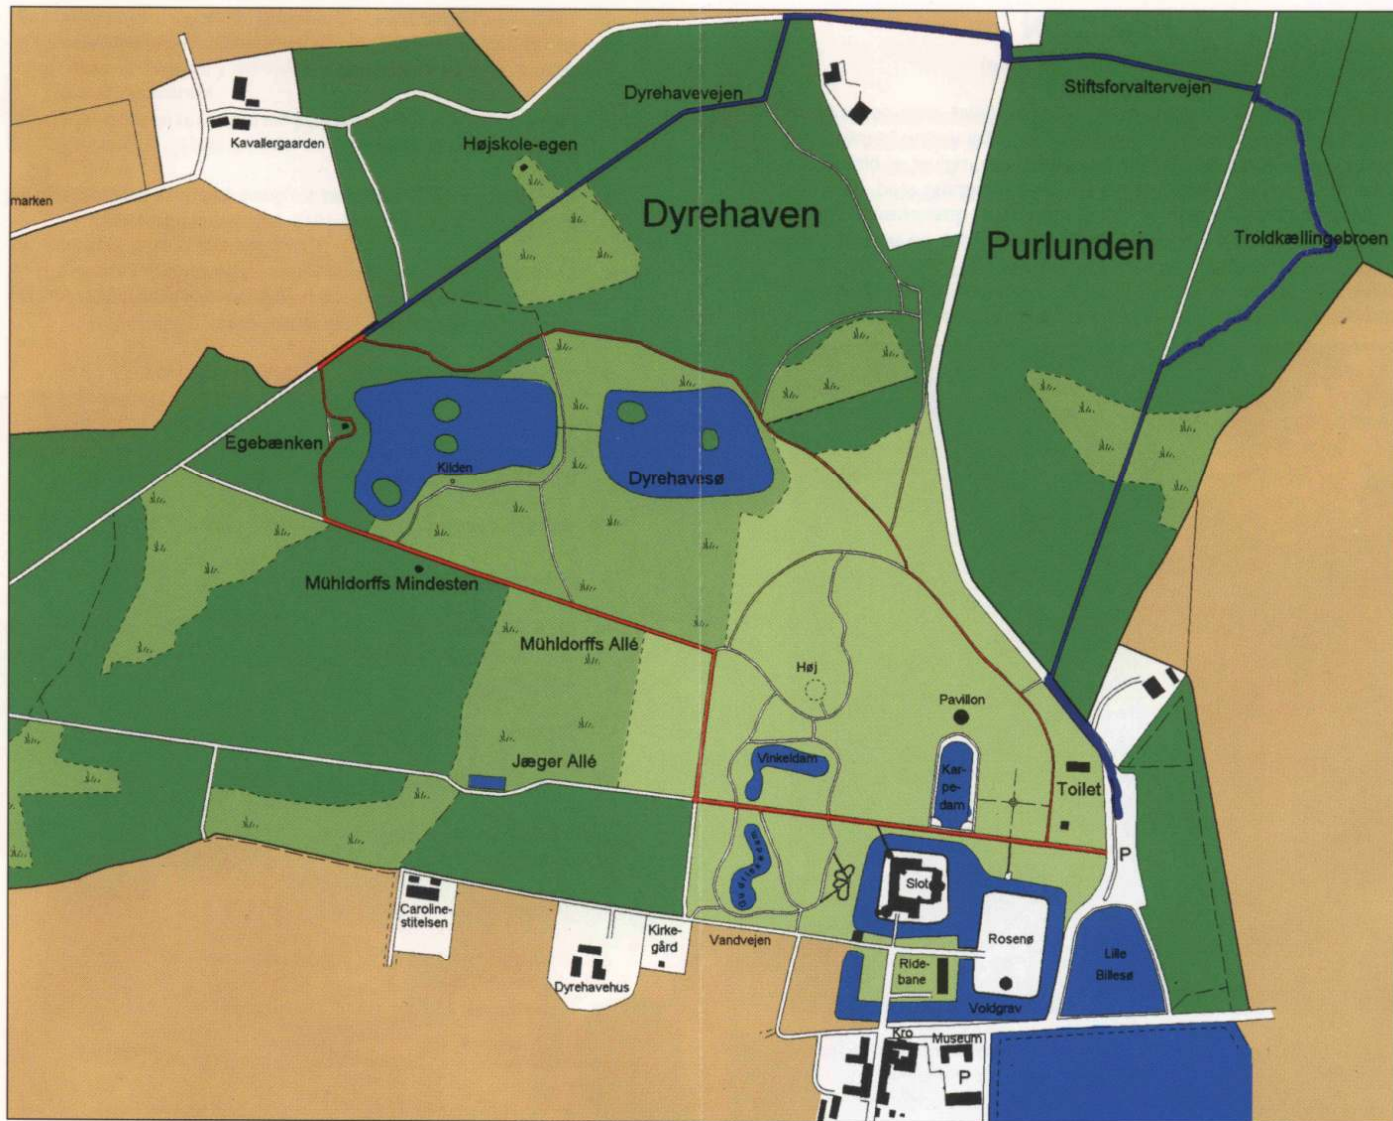 Dyrehavevejen
Stiftsforvaltervejen
Kavallergaarden
Højskole-egen
marken
Dyrehaven
Purlunden
Troldkællingebroen
Egebænken
Kilden
Dyrehavesø
Mühldorffs Mindesten
Mühldorffs Allé
Høj
Pavillon
Jæger Allé
Vinkeldam
Kar-
pe-
dam
Toilet
P
Slot
Caroline-
stitelsen
Kirke-
gård
Vandvejen
Rosenø
Lille
Billesø
Ride-
bane
Dyrehavehus
Voldgrav
Kro
Museum
P